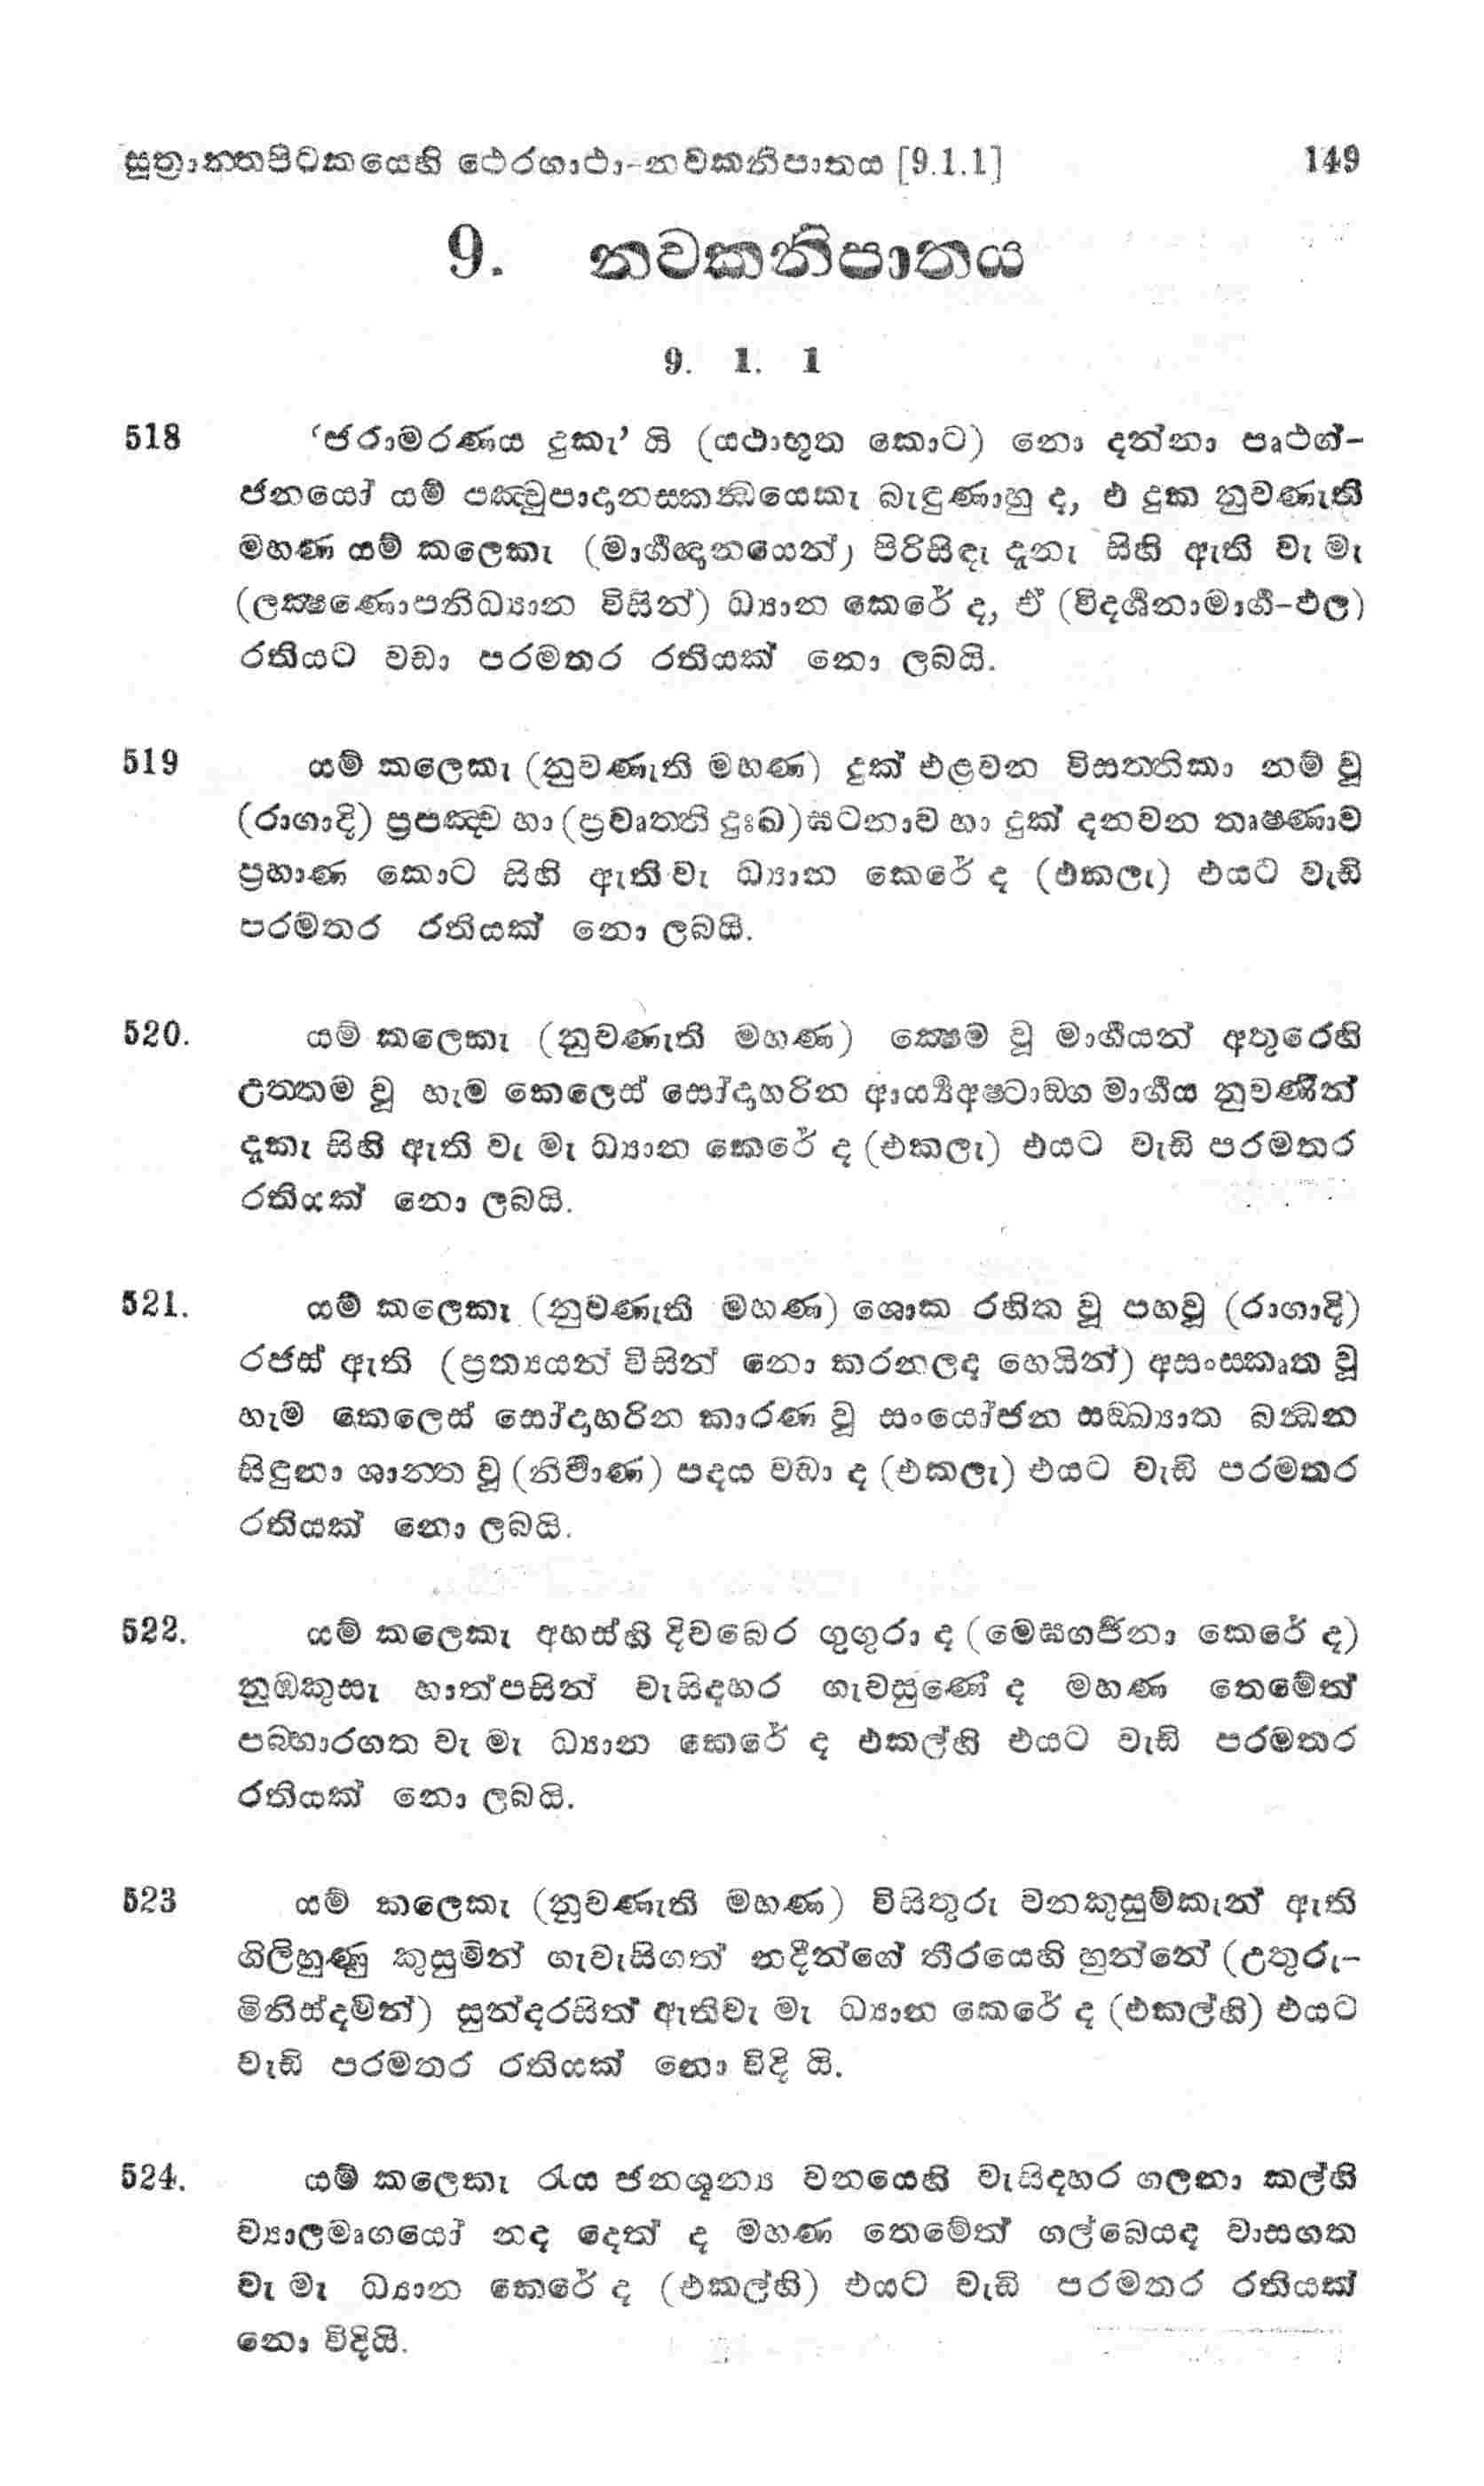 සූත්‍රාන්තපිටකයෙහි ථෙරගාථා-නවකනිපාතය [9.1.1] 149
9. නවකනිපාතය
9. 1. 1
518 ‘ජරාමරණය දුකැ’ යි (යථාභූත කොට) නො දන්නා පෘථග්-
ජනයෝ යම් පඤ්චුපාදානස්කන්ධයෙකැ බැඳුණාහු ද, එ දුක නුවණැති
මහණ යම් කලෙකැ (මාර්ගඥානයෙන්) පිරිසිඳැ දැනැ සිහි ඇති වැ මැ
(ලක්ෂණොපනිධ්‍යාන විසින්) ධ්‍යාන කෙරේ ද, ඒ (විදර්ශනාමාර්ග-ඵල)
රතියට වඩා පරමතර රතියක් නො ලබයි.
519 යම් කලෙකැ (නුවණැති මහණ) දුක් එළවන විසත්තිකා නම් වූ
(රාගාදි) ප්‍රපඤ්ච හා (ප්‍රවෘත්ති දුඃඛ) ඝටනාව හා දුක් දනවන තෘෂ්ණාව
ප්‍රහාණ කොට සිහි ඇති වැ ධ්‍යාන කෙරේ ද (එකලැ) එයට වැඩි
පරමතර රතියක් නො ලබයි.
520. යම් කලෙකැ (නුවණැති මහණ) ක්ෂෙම වූ මාර්ගයන් අතුරෙහි
උත්තම වූ හැම කෙලෙස් සෝදාහරින ආර්ය්‍යඅෂ්ටාඞ්ග මාර්ගය නුවණින්
දැකැ සිහි ඇති වැ මැ ධ්‍යාන කෙරේ ද (එකලැ) එයට වැඩි පරමතර
රතියක් නො ලබයි.
521. යම් කලෙකැ (නුවණැති මහණ) ශොක රහිත වූ පහවූ (රාගාදි)
රජස් ඇති (ප්‍රත්‍යයන් විසින් නො කරනලද හෙයින්) අසංස්කෘත වූ
හැම කෙලෙස් සෝදාහරින කාරණ වූ සංයෝජන සඞ්ඛ්‍යාත බන්ධන
සිඳුනා ශාන්ත වූ (නිර්වාණ) පදය වඩා ද (එකලැ) එයට වැඩි පරමතර
රතියක් නො ලබයි.
522. යම් කලෙකැ අහස්හි දිවබෙර ගුගුරා ද (මෙඝගර්ජනා කෙරේ ද)
නුඹකුසැ හාත්පසින් වැසිදහර ගැවසුණේ ද මහණ තෙමේත්
පබ්භාරගත වැ මැ ධ්‍යාන කෙරේ ද එකල්හි එයට වැඩි පරමතර
රතියක් නො ලබයි.
523 යම් කලෙකැ (නුවණැති මහණ) විසිතුරු වනකුසුම්කැන් ඇති
ගිලිහුණු කුසුමින් ගැවැසිගත් නදීන්ගේ තීරයෙහි හුන්නේ (උතුරු-
මිනිස්දමින්) සුන්දරසිත් ඇතිවැ මැ ධ්‍යාන කෙරේ ද (එකල්හි) එයට
වැඩි පරමතර රතියක් නො විදි යි.
524. යම් කලෙකැ රැය ජනශූන්‍ය වනයෙහි වැසිදහර ගලනා කල්හි
ව්‍යාලමෘගයෝ නද දෙත් ද මහණ තෙමේත් ගල්බෙයද වාසගත
වැ මැ ධ්‍යාන කෙරේ ද (එකල්හි) එයට වැඩි පරමතර රතියක්
නො විදියි.